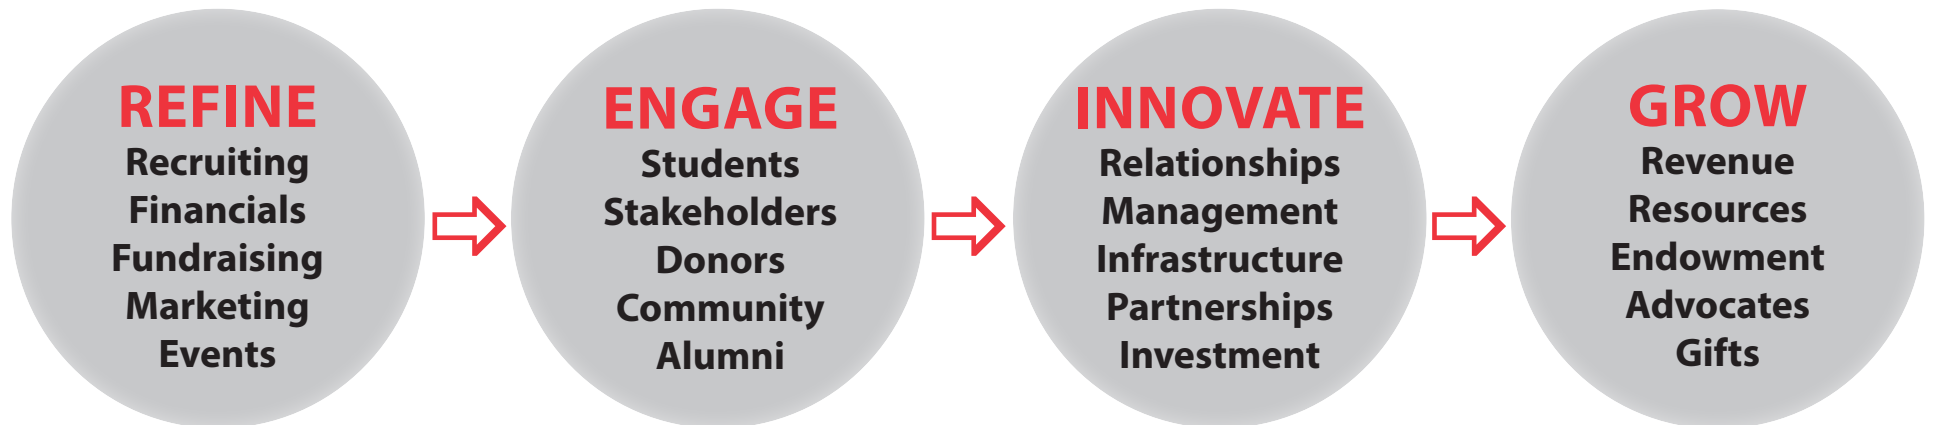 REFINE
Recruiting
Financials
Fundraising
Marketing
Events
ENGAGE
Students
Stakeholders
Donors
Community
Alumni
INNOVATE
Relationships
Management
Infrastructure
Partnerships
Investment
GROW
Revenue
Resources
Endowment
Advocates
Gifts